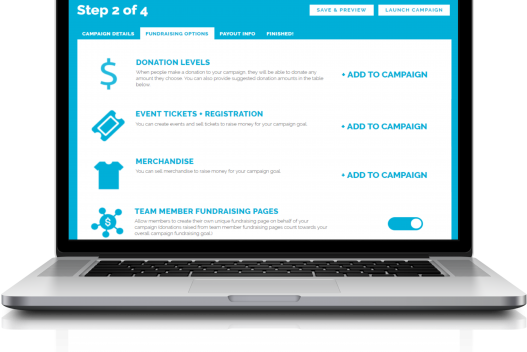 Step 2 of 4
SAVE & PREVIEW
LAUNCH CAMPAIGN
CAMPAIGN DETAILS
FUNDRAISING OPTIONS
PAYOUT INFO
FINISHED!
DONATION LEVELS
When people make a donation to your campaign, they will be able to donate any
amount they choose. You can also provide suggested donation amounts in the table
below.
+ ADD TO CAMPAIGN
EVENT TICKETS + REGISTRATION
You can create events and sell tickets to raise money for your campaign goal.
+ ADD TO CAMPAIGN
MERCHANDISE
You can sell merchandise to raise money for your campaign goal.
+ ADD TO CAMPAIGN
TEAM MEMBER FUNDRAISING PAGES
Allow members to create their own unique fundraising page on behalf of your
campaign (donations raised from team member fundraising pages count towards your
overall campaign fundraising goal.)